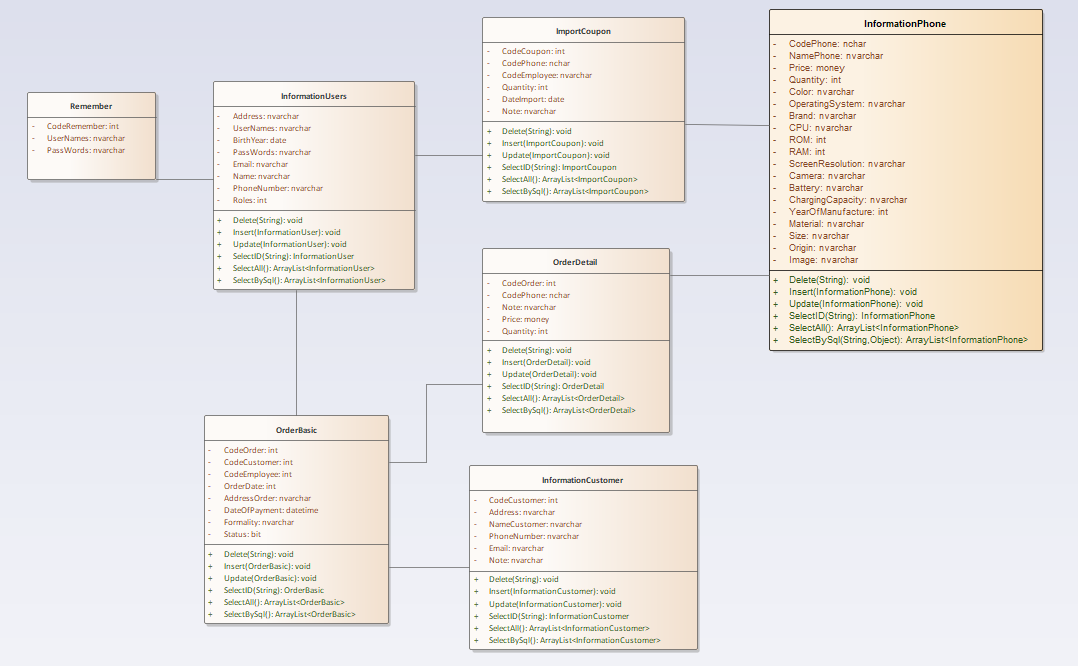 Remember
- CodeRemember: int
- UserNames: nvarchar
- PassWords: nvarchar
InformationUsers
- Address: nvarchar
- UserNames: nvarchar
- BirthYear: date
- PassWords: nvarchar
- Email: nvarchar
- Name: nvarchar
- PhoneNumber: nvarchar
- Roles: int
+ Delete(String): void
+ Insert(InformationUser): void
+ Update(InformationUser): void
+ SelectID(String): InformationUser
+ SelectAll(): ArrayList<InformationUser>
+ SelectBySql(): ArrayList<InformationUser>
ImportCoupon
- CodeCoupon: int
- CodePhone: nchar
- CodeEmployee: nvarchar
- Quantity: int
- DateImport: date
- Note: nvarchar
+ Delete(String): void
+ Insert(ImportCoupon): void
+ Update(ImportCoupon): void
+ SelectID(String): ImportCoupon
+ SelectAll(): ArrayList<ImportCoupon>
+ SelectBySql(): ArrayList<ImportCoupon>
InformationPhone
- CodePhone: nchar
- NamePhone: nvarchar
- Price: money
- Quantity: int
- Color: nvarchar
- OperatingSystem: nvarchar
- Brand: nvarchar
- CPU: nvarchar
- ROM: int
- RAM: int
- ScreenResolution: nvarchar
- Camera: nvarchar
- Battery: nvarchar
- ChargingCapacity: nvarchar
- YearOfManufacture: int
- Material: nvarchar
- Size: nvarchar
- Origin: nvarchar
- Image: nvarchar
+ Delete(String): void
+ Insert(InformationPhone): void
+ Update(InformationPhone): void
+ SelectID(String): InformationPhone
+ SelectAll(): ArrayList<InformationPhone>
+ SelectBySql(String,Object): ArrayList<InformationPhone>
OrderDetail
- CodeOrder: int
- CodePhone: nchar
- Note: nvarchar
- Price: money
- Quantity: int
+ Delete(String): void
+ Insert(OrderDetail): void
+ Update(OrderDetail): void
+ SelectID(String): OrderDetail
+ SelectAll(): ArrayList<OrderDetail>
+ SelectBySql(): ArrayList<OrderDetail>
OrderBasic
- CodeOrder: int
- CodeCustomer: int
- CodeEmployee: int
- OrderDate: int
- AddressOrder: nvarchar
- DateOfPayment: datetime
- Formality: nvarchar
- Status: bit
+ Delete(String): void
+ Insert(OrderBasic): void
+ Update(OrderBasic): void
+ SelectID(String): OrderBasic
+ SelectAll(): ArrayList<OrderBasic>
+ SelectBySql(): ArrayList<OrderBasic>
InformationCustomer
- CodeCustomer: int
- Address: nvarchar
- NameCustomer: nvarchar
- PhoneNumber: nvarchar
- Email: nvarchar
- Note: nvarchar
+ Delete(String): void
+ Insert(InformationCustomer): void
+ Update(InformationCustomer): void
+ SelectID(String): InformationCustomer
+ SelectAll(): ArrayList<InformationCustomer>
+ SelectBySql(): ArrayList<InformationCustomer>